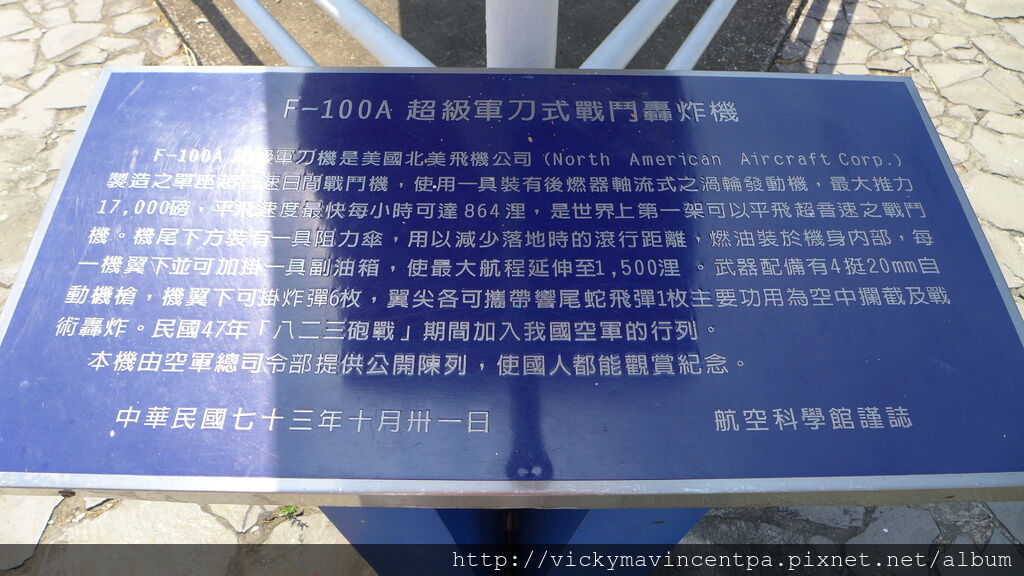 F-100A 超級軍刀式戰鬥轟炸機
F-100A 超級軍刀機是美國北美飛機公司 (North American Aircraft Corp.)
製造之單座超音速日間戰鬥機，使用一具裝有後燃器軸流式之渦輪發動機，最大推力
17,000磅，平飛速度最快每小時可達864浬，是世界上第一架可以平飛超音速之戰鬥
機。機尾下方裝有一具阻力傘，用以減少落地時的滾行距離，燃油裝於機身內部，每
一機翼下並可加掛一具副油箱，使最大航程延伸至1,500浬 。武器配備有4挺20mm自
動機槍，機翼下可掛炸彈6枚，翼尖各可攜帶響尾蛇飛彈1枚主要功用為空中攔截及戰
術轟炸。民國47年「八二三砲戰」期間加入我國空軍的行列。
本機由空軍總司令部提供公開陳列，使國人都能觀賞紀念。
中華民國七十三年十月卅一日
航空科學館謹誌
http://vickymavincentpa.pixnet.net/album